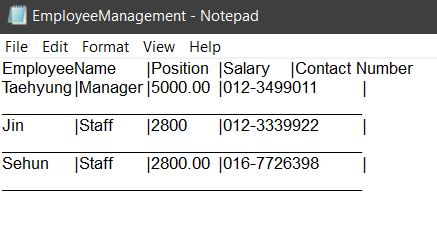 EmployeeManagement - Notepad
File Edit Format View Help
EmployeeName |Position |Salary |Contact Number
Taehyung |Manager |5000.00 |012-3499011 |
Jin |Staff |2800 |012-3339922 |
Sehun |Staff |2800.00 |016-7726398 |